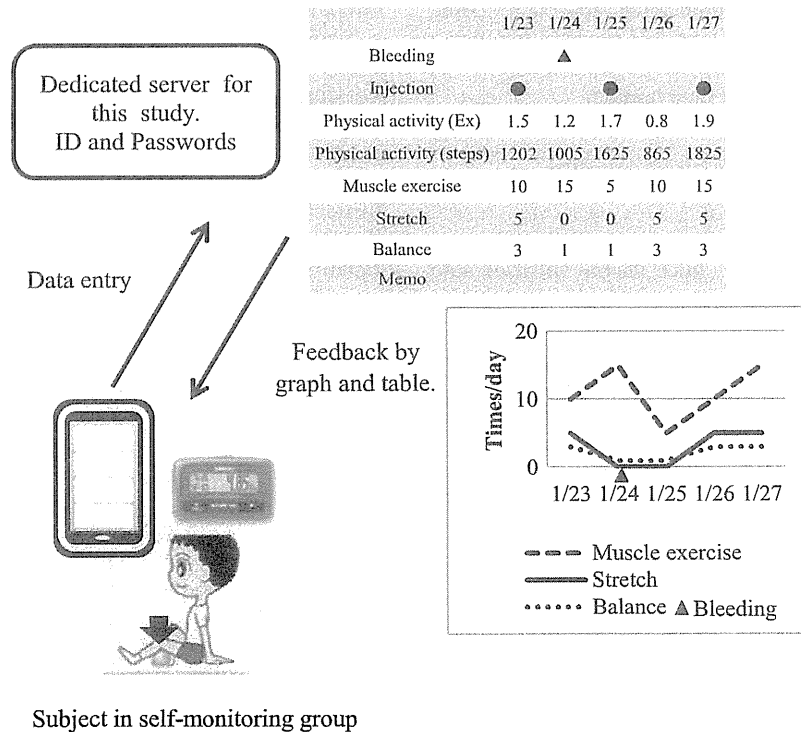 Dedicated server for
this study.
ID and Passwords
1/23 1/24 1/25 1/26 1/27
Bleeding ▲
Injection ● ● ●
Physical activity (Ex) 1.5 1.2 1.7 0.8 1.9
Physical activity (steps) 1202 1005 1625 865 1825
Muscle exercise 10 15 5 10 15
Stretch 5 0 0 5 5
Balance 3 1 1 3 3
Memo
Data entry
Feedback by
graph and table.
Times/day
20
10
0
1/23 1/24 1/25 1/26 1/27
Muscle exercise
Stretch
Balance ▲ Bleeding
Subject in self-monitoring group